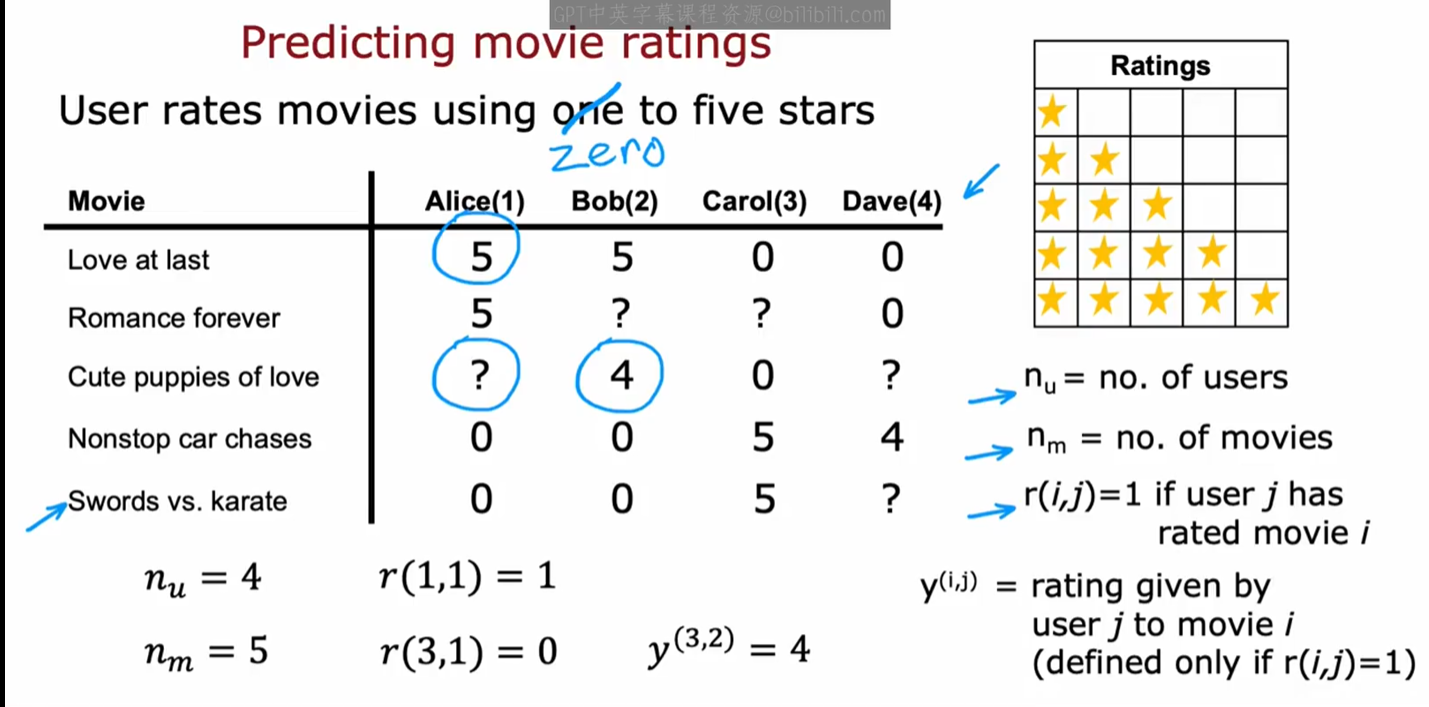 GPT中英字幕课程资源@bilibili.com
Predicting movie ratings
User rates movies using one to five stars
zero
Movie Alice(1) Bob(2) Carol(3) Dave(4)
Love at last 5 5 0 0
Romance forever 5 ? ? 0
Cute puppies of love ? 4 0 ?
Nonstop car chases 0 0 5 4
Swords vs. karate 0 0 5 ?
n_u = 4 r(1,1) = 1
n_m = 5 r(3,1) = 0 y^(3,2) = 4
Ratings
n_u = no. of users
n_m = no. of movies
r(i,j)=1 if user j has
rated movie i
y^(i,j) = rating given by
user j to movie i
(defined only if r(i,j)=1)